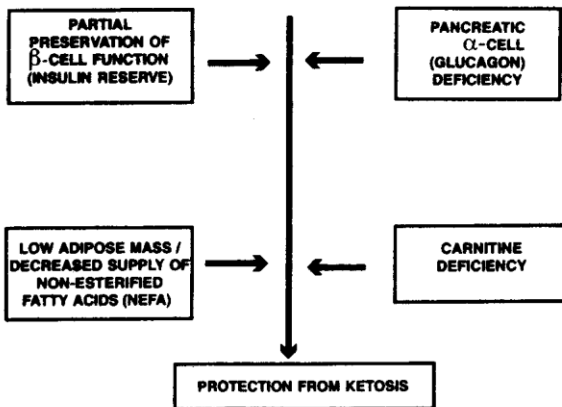 PARTIAL
PRESERVATION OF
β-CELL FUNCTION
(INSULIN RESERVE)
PANCREATIC
α-CELL
(GLUCAGON)
DEFICIENCY
LOW ADIPOSE MASS /
DECREASED SUPPLY OF
NON-ESTERIFIED
FATTY ACIDS (NEFA)
CARNITINE
DEFICIENCY
PROTECTION FROM KETOSIS